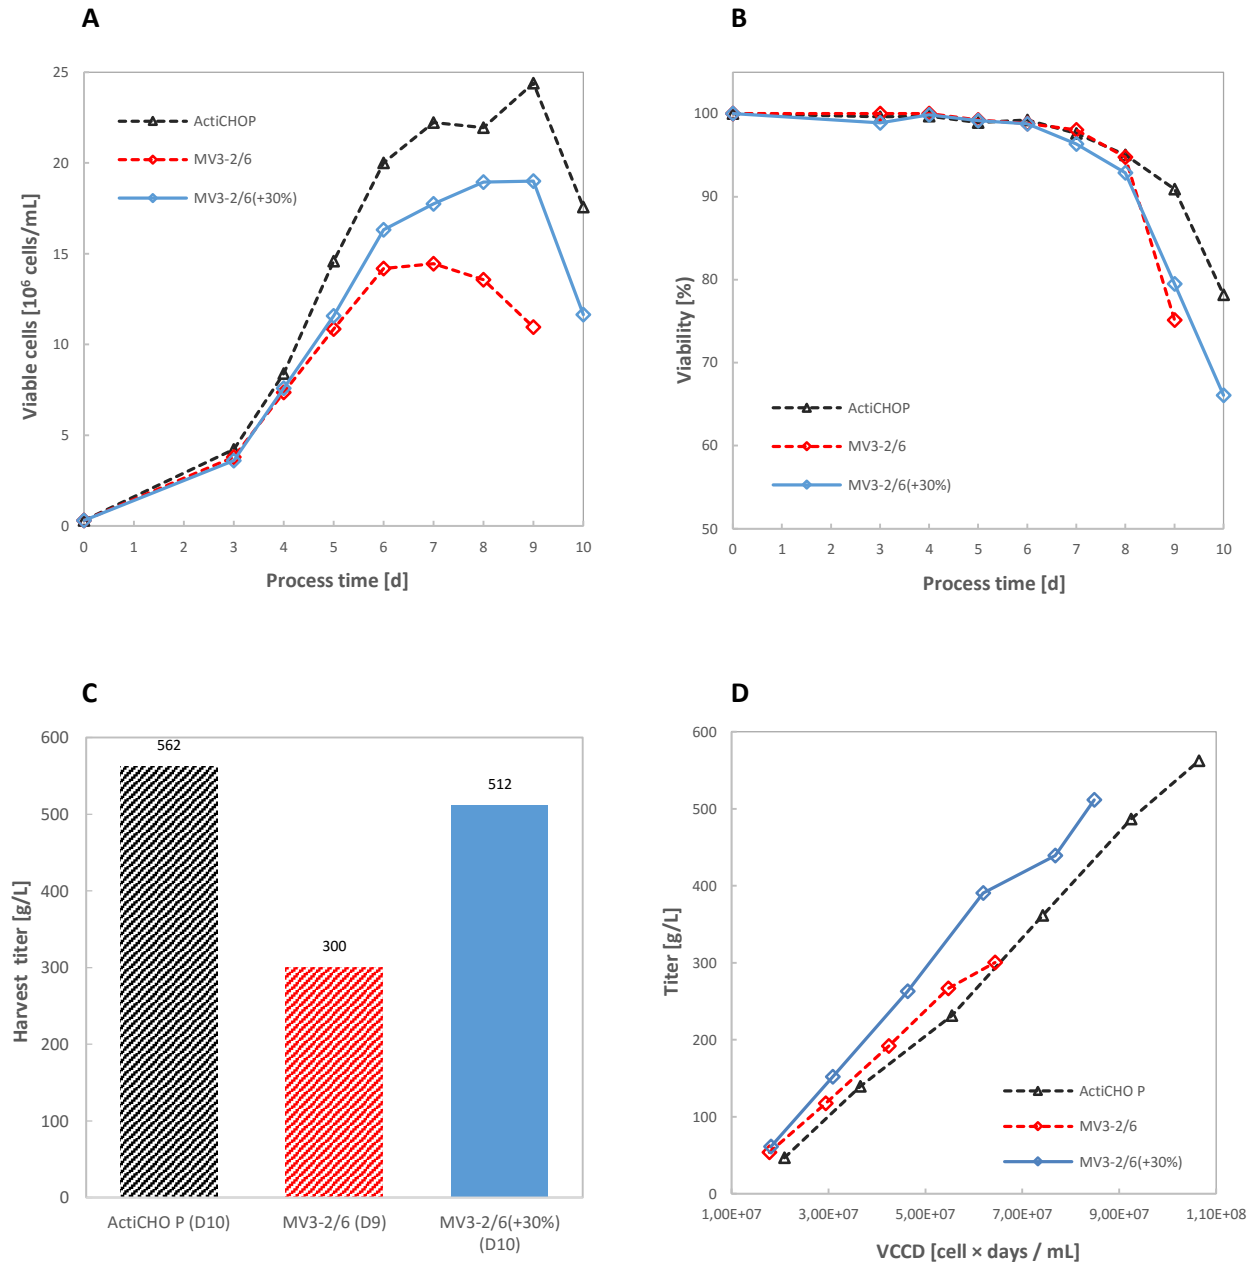 A
Viable cells [10⁶ cells/mL]
25
20
15
10
5
0
ActiCHOP
MV3-2/6
MV3-2/6(+30%)
0 1 2 3 4 5 6 7 8 9 10
Process time [d]
B
Viability [%]
100
90
80
70
60
50
ActiCHOP
MV3-2/6
MV3-2/6(+30%)
0 1 2 3 4 5 6 7 8 9 10
Process time [d]
C
Harvest titer [g/L]
600
500
400
300
200
100
0
562
300
512
ActiCHO P (D10)
MV3-2/6 (D9)
MV3-2/6(+30%)
(D10)
D
Titer [g/L]
600
500
400
300
200
100
0
ActiCHO P
MV3-2/6
MV3-2/6(+30%)
1,00E+07 3,00E+07 5,00E+07 7,00E+07 9,00E+07 1,10E+08
VCCD [cell × days / mL]